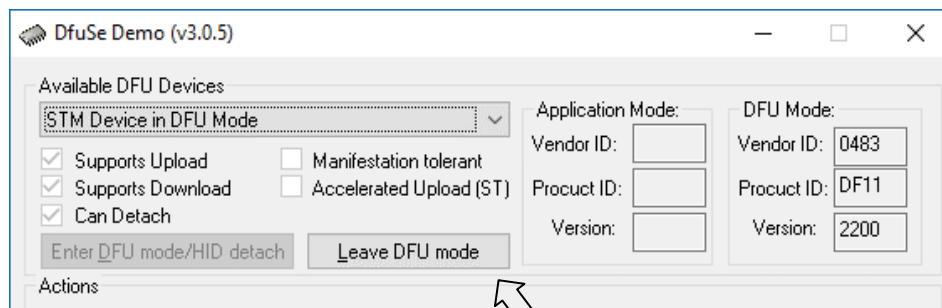 DfuSe Demo (v3.0.5)
Available DFU Devices
STM Device in DFU Mode
Supports Upload
Manifestation tolerant
Supports Download
Accelerated Upload (ST)
Can Detach
Enter DFU mode/HID detach
Leave DFU mode
Application Mode:
Vendor ID:
Procuct ID:
Version:
DFU Mode:
Vendor ID: 0483
Procuct ID: DF11
Version: 2200
Actions